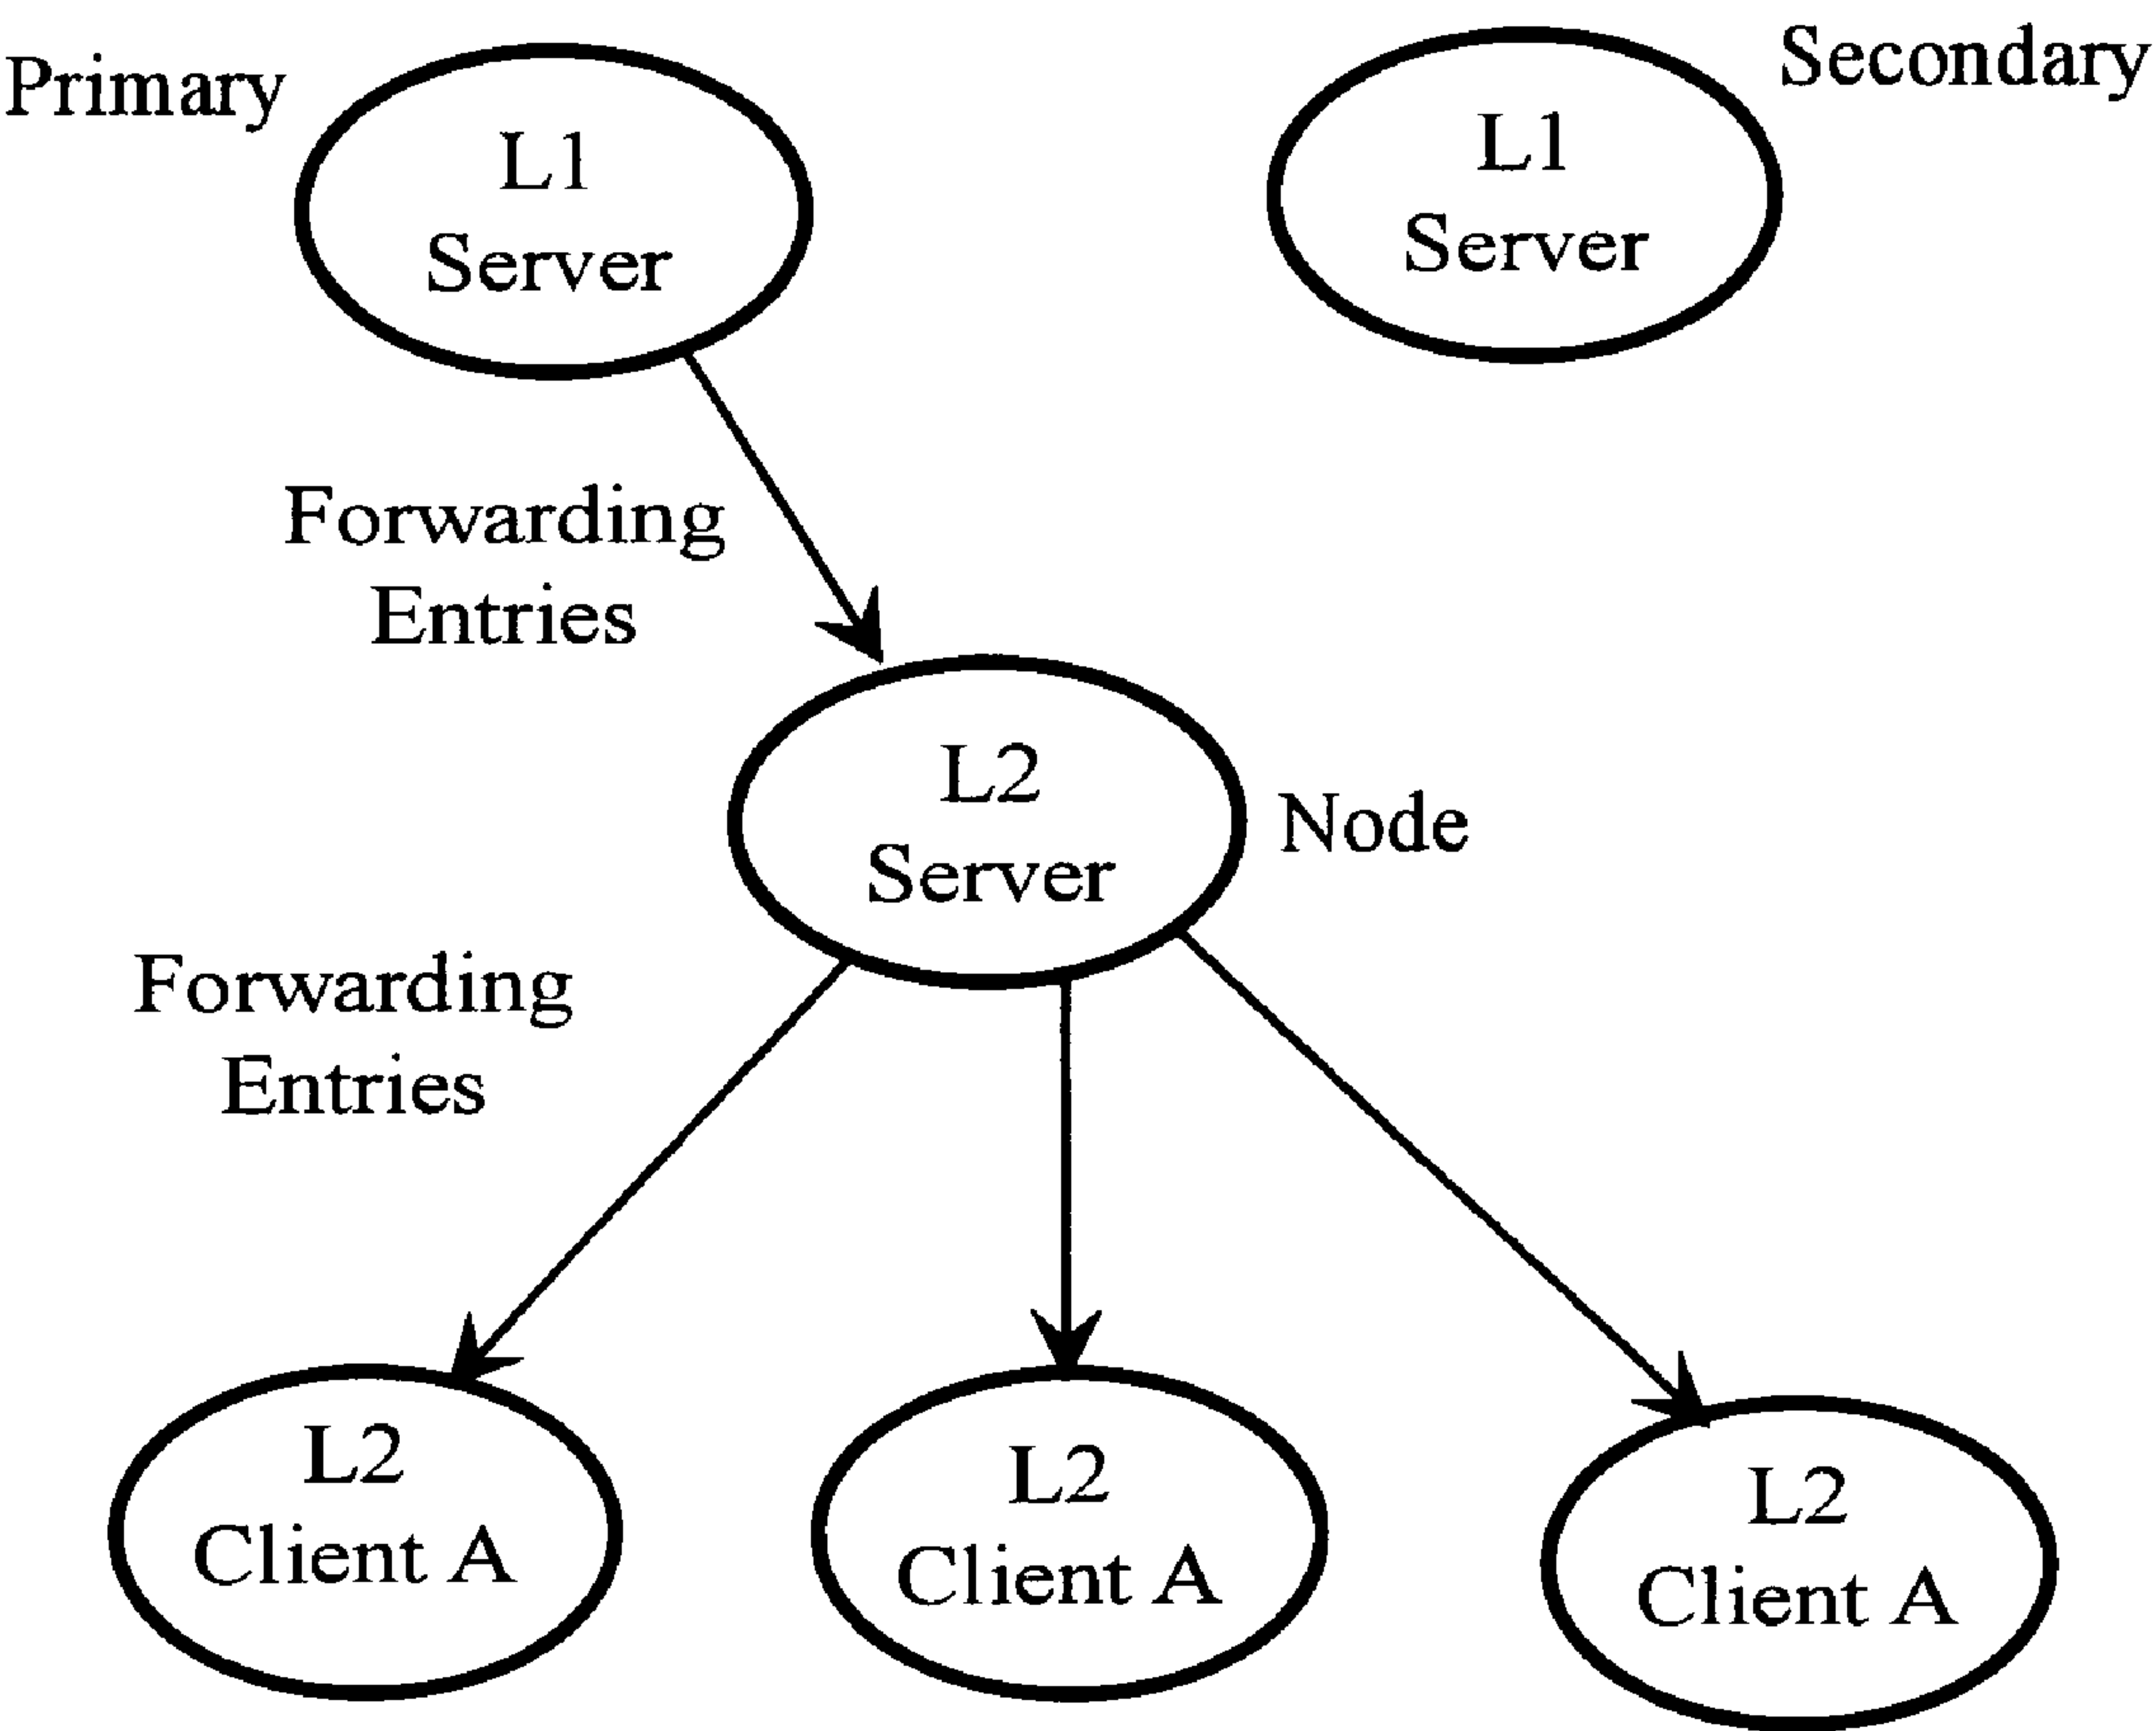 Primary
L1
Server
Secondary
L1
Server
Forwarding
Entries
L2
Server
Node
Forwarding
Entries
L2
Client A
L2
Client A
L2
Client A